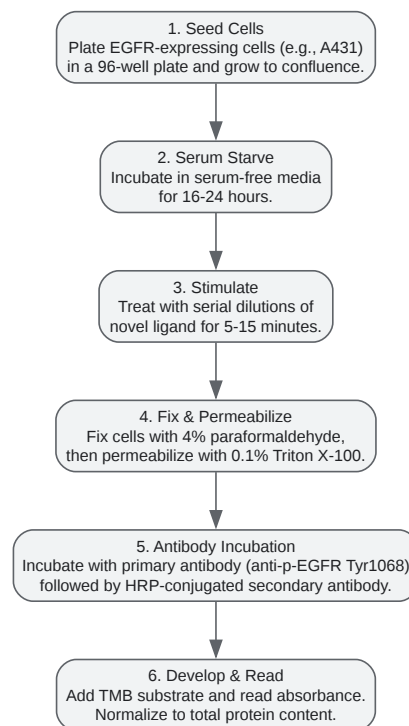 1. Seed Cells
Plate EGFR-expressing cells (e.g., A431)
in a 96-well plate and grow to confluence.
2. Serum Starve
Incubate in serum-free media
for 16-24 hours.
3. Stimulate
Treat with serial dilutions of
novel ligand for 5-15 minutes.
4. Fix & Permeabilize
Fix cells with 4% paraformaldehyde,
then permeabilize with 0.1% Triton X-100.
5. Antibody Incubation
Incubate with primary antibody (anti-p-EGFR Tyr1068)
followed by HRP-conjugated secondary antibody.
6. Develop & Read
Add TMB substrate and read absorbance.
Normalize to total protein content.